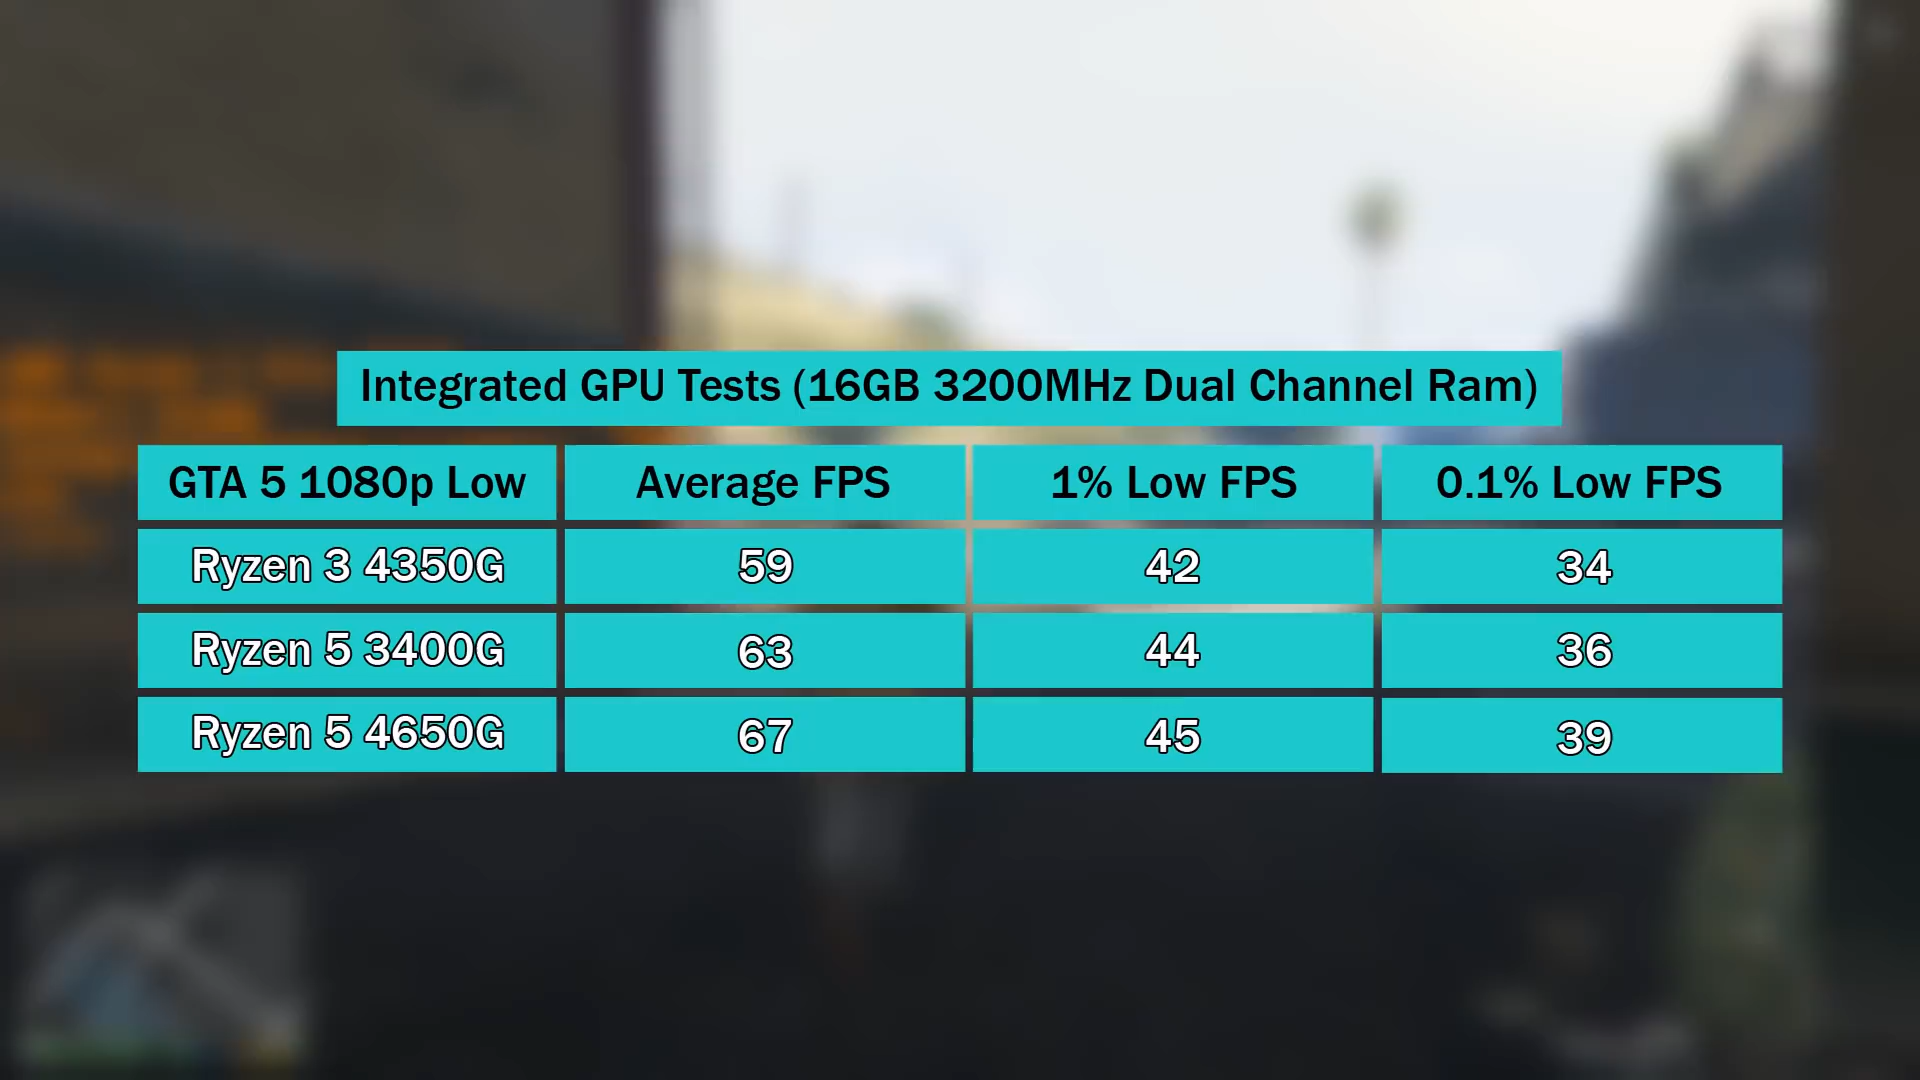 Integrated GPU Tests (16GB 3200MHz Dual Channel Ram)
GTA 5 1080p Low Average FPS 1% Low FPS 0.1% Low FPS
Ryzen 3 4350G 59 42 34
Ryzen 5 3400G 63 44 36
Ryzen 5 4650G 67 45 39